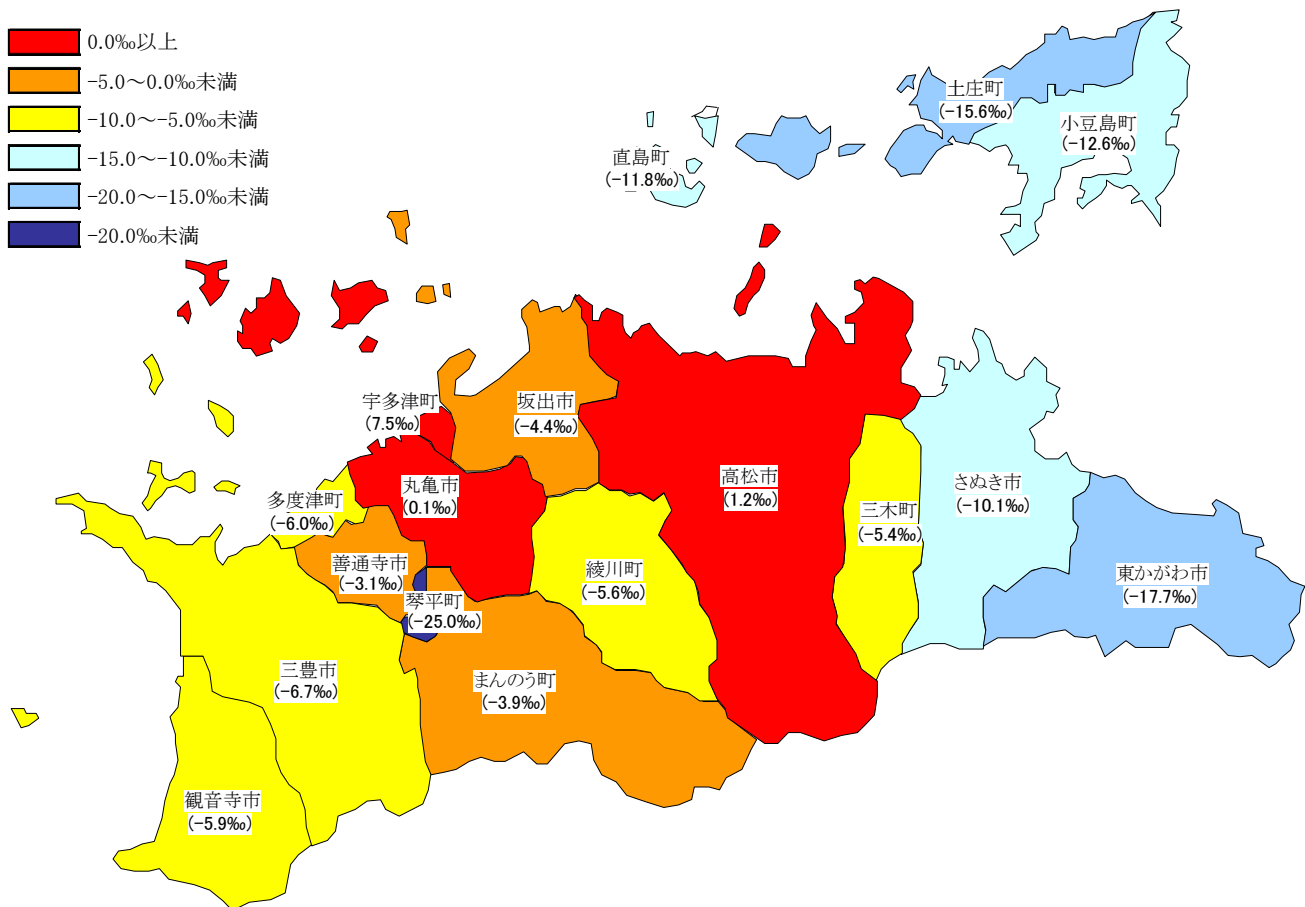 0.0‰以上
-5.0～0.0‰未満
-10.0～-5.0‰未満
-15.0～-10.0‰未満
-20.0～-15.0‰未満
-20.0‰未満
土庄町
(-15.6‰)
小豆島町
(-12.6‰)
直島町
(-11.8‰)
宇多津町
(7.5‰)
坂出市
(-4.4‰)
高松市
(1.2‰)
さぬき市
(-10.1‰)
丸亀市
(0.1‰)
多度津町
(-6.0‰)
三木町
(-5.4‰)
善通寺市
(-3.1‰)
綾川町
(-5.6‰)
東かがわ市
(-17.7‰)
琴平町
(-25.0‰)
三豊市
(-6.7‰)
まんのう町
(-3.9‰)
観音寺市
(-5.9‰)